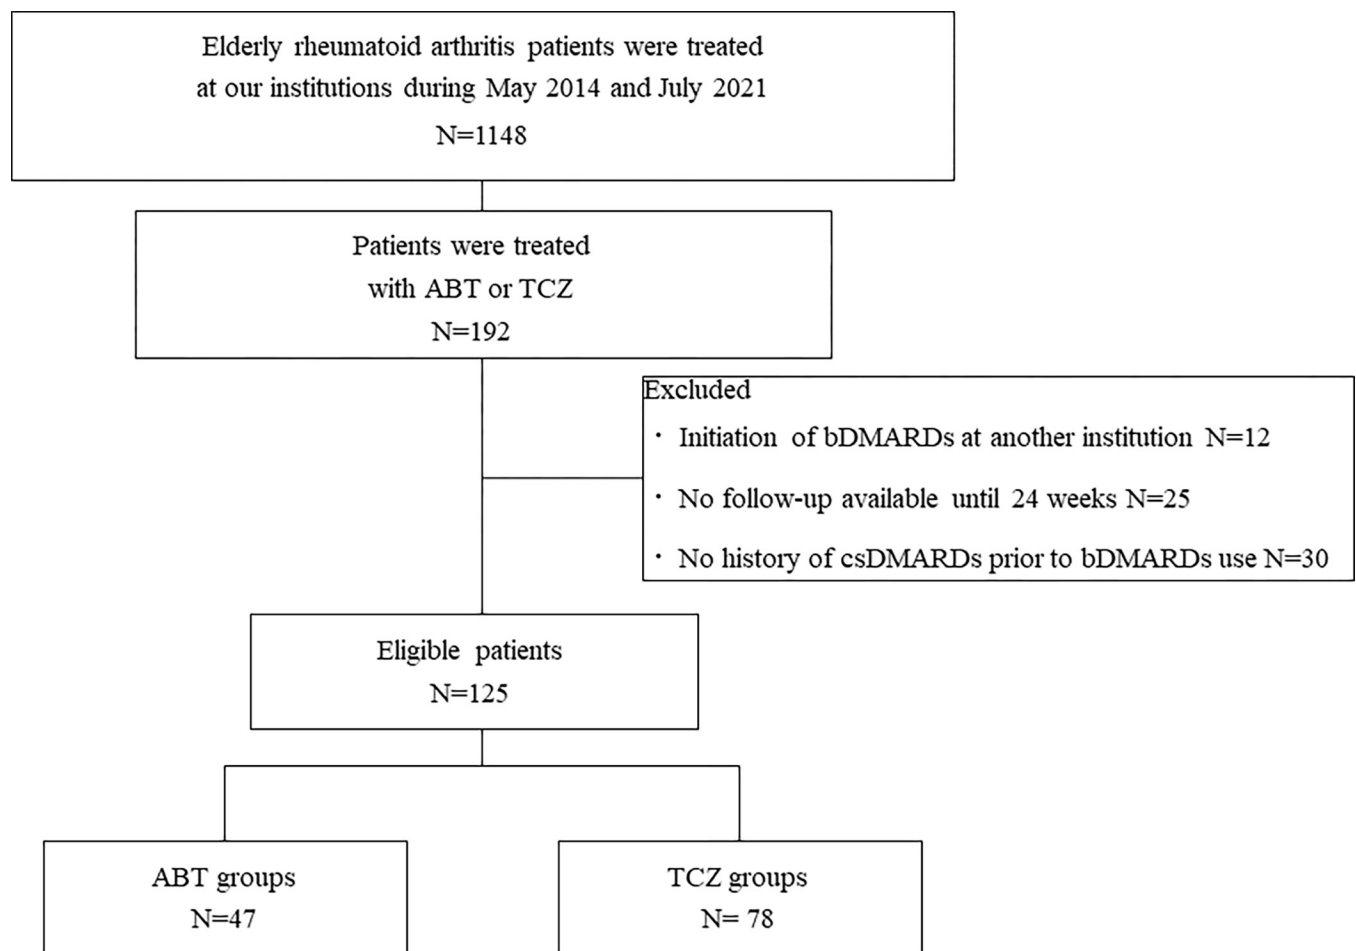 Elderly rheumatoid arthritis patients were treated
at our institutions during May 2014 and July 2021
N=1148
Patients were treated
with ABT or TCZ
N=192
Excluded
・ Initiation of bDMARDs at another institution N=12
・ No follow-up available until 24 weeks N=25
・ No history of csDMARDs prior to bDMARDs use N=30
Eligible patients
N=125
ABT groups
N=47
TCZ groups
N= 78